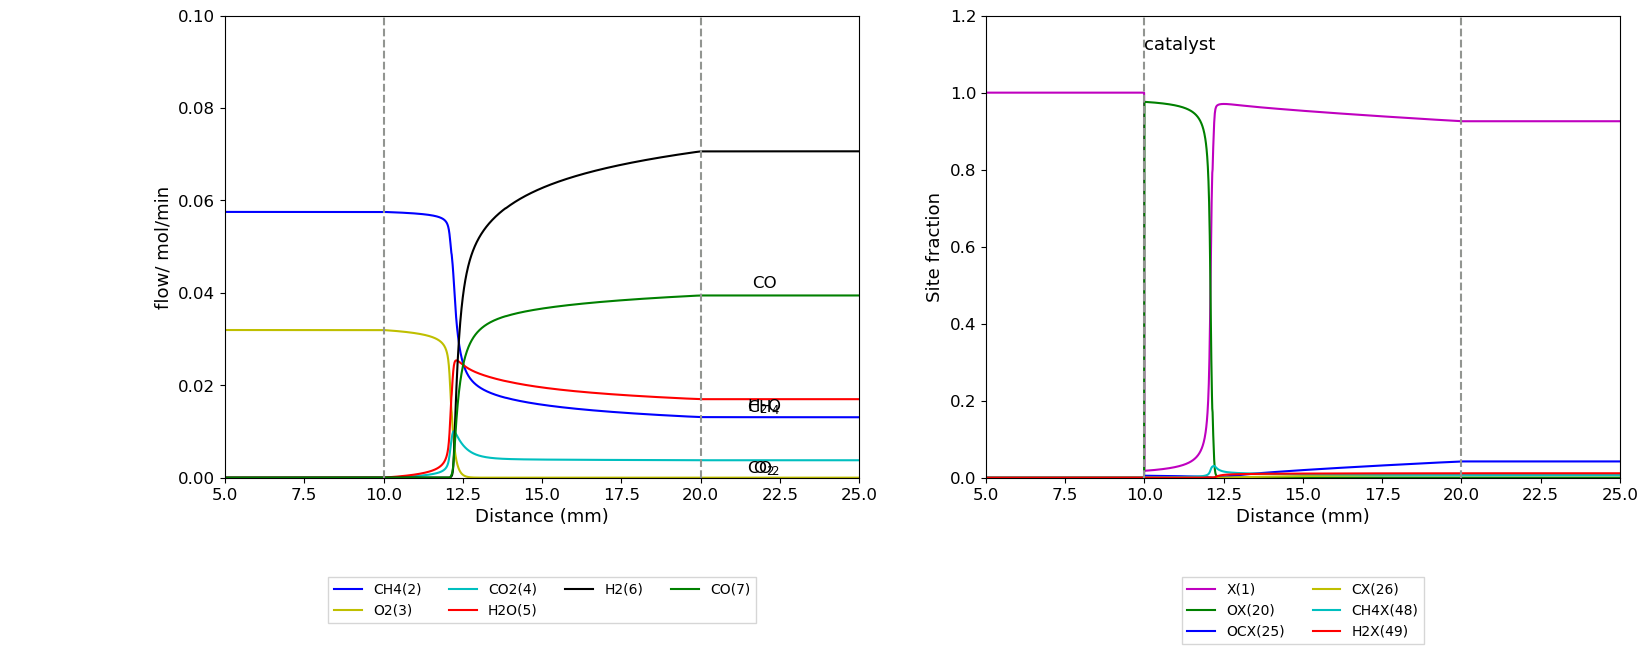 0.10
0.08
0.06
0.04
0.02
0.00
flow/ mol/min
CO
CO2
5.0 7.5 10.0 12.5 15.0 17.5 20.0 22.5 25.0
Distance (mm)
CH4(2) CO2(4) H2(6) CO(7)
O2(3) H2O(5)
1.2
1.0
0.8
0.6
0.4
0.2
0.0
Site fraction
catalyst
5.0 7.5 10.0 12.5 15.0 17.5 20.0 22.5 25.0
Distance (mm)
X(1) CX(26)
OX(20) CH4X(48)
OCX(25) H2X(49)